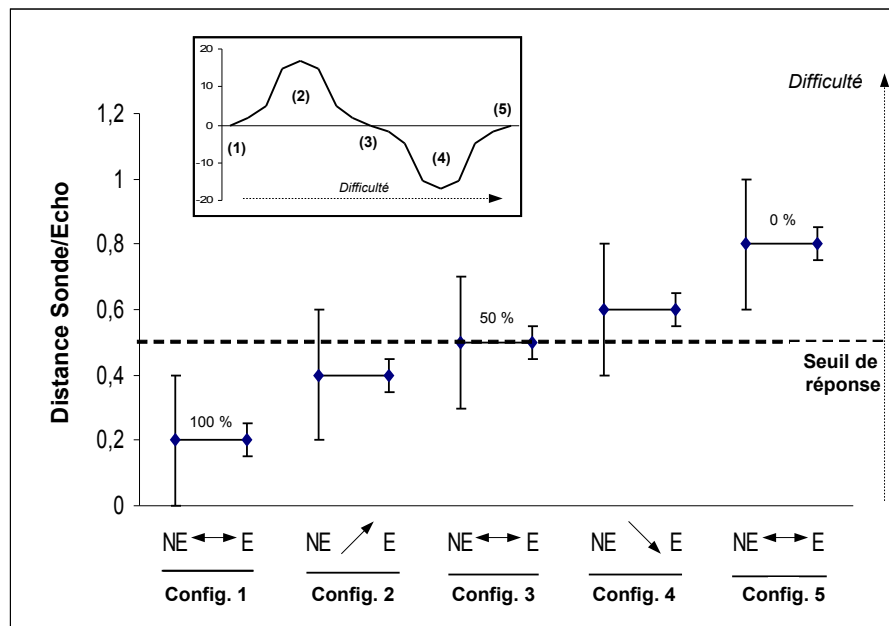 20
10
0
-10
-20
(1)
(2)
(3)
(4)
(5)
Difficulté
Difficulté
Distance Sonde/Echo
1,2
1
0,8
0,6
0,4
0,2
0
100 %
50 %
0 %
Seuil de
réponse
NE E NE E NE E NE E NE E
Config. 1 Config. 2 Config. 3 Config. 4 Config. 5